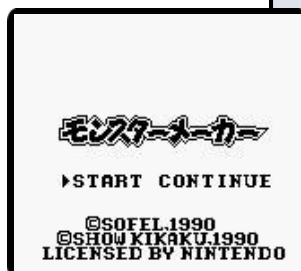 モンスターメーカー
▶START CONTINUE
©SOFEL.1990
©SHOW KIKAKU.1990
LICENSED BY NINTENDO